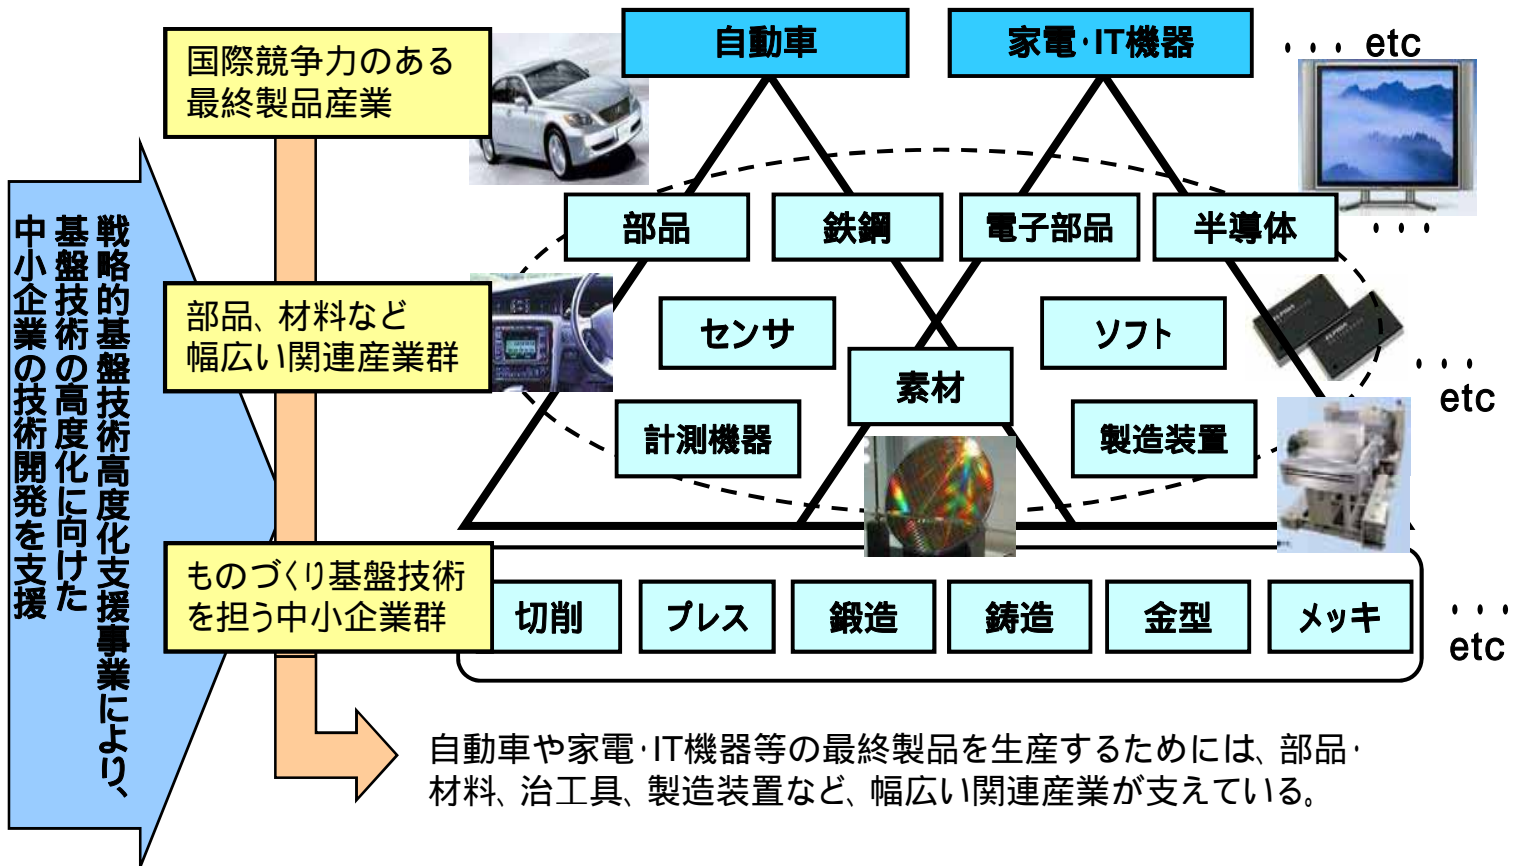 国際競争力のある
最終製品産業
自動車
家電・IT機器
・・・ etc
戦略的基盤技術高度化支援事業により、
基盤技術の高度化に向けた
中小企業の技術開発を支援
部品
鉄鋼
電子部品
半導体
・・・
部品、材料など
幅広い関連産業群
センサ
ソフト
素材
・・・・
etc
計測機器
製造装置
ものづくり基盤技術
を担う中小企業群
切削
プレス
鍛造
鋳造
金型
メッキ
・・・・
etc
自動車や家電・IT機器等の最終製品を生産するためには、部品・
材料、治工具、製造装置など、幅広い関連産業が支えている。